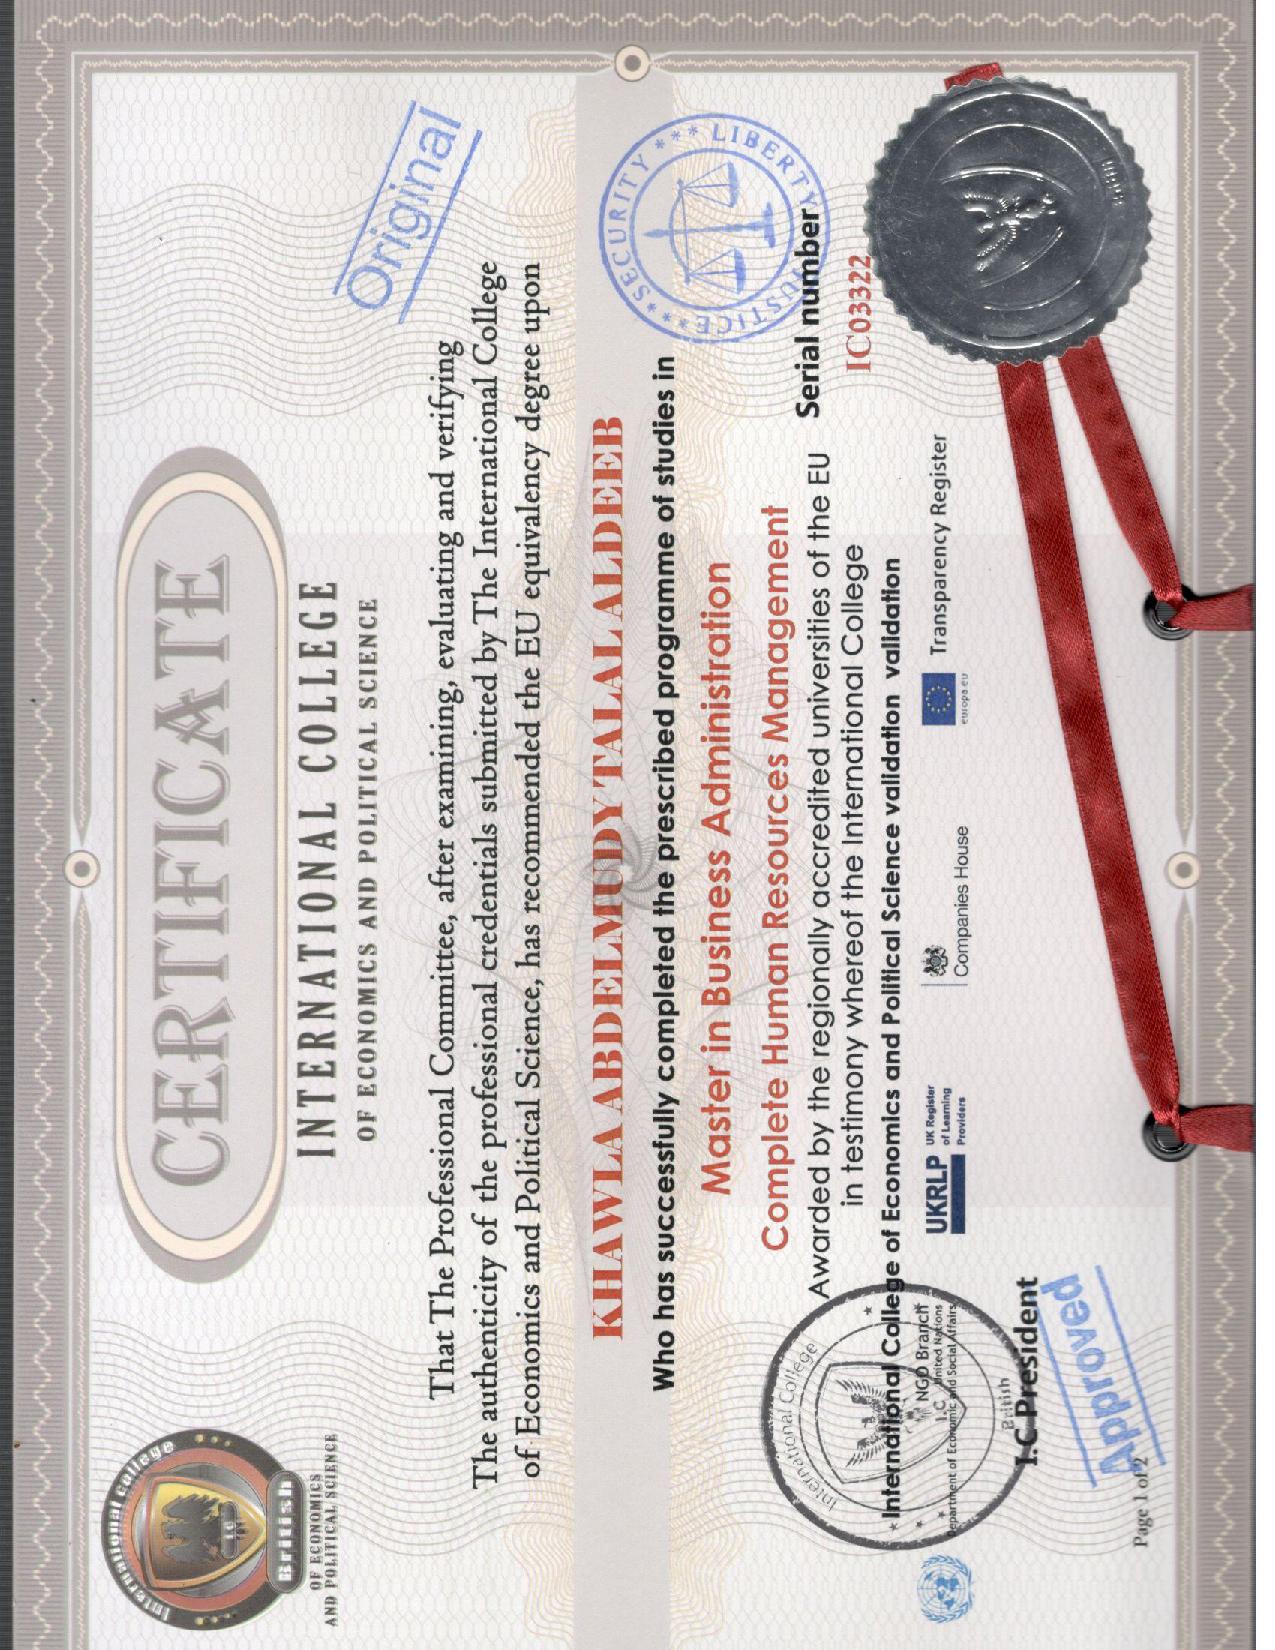 International college
I.C
British
OF ECONOMICS
AND POLITICAL SCIENCE
CERTIFICATE
INTERNATIONAL COLLEGE
OF ECONOMICS AND POLITICAL SCIENCE
Original
That The Professional Committee, after examining, evaluating and verifying
The authenticity of the professional credentials submitted by The International College
of Economics and Political Science, has recommended the EU equivalency degree upon
KHAWLA ABDELMUDY TALAL ALDEEB
Who has successfully completed the prescribed programme of studies in
Master in Business Administration
Complete Human Resources Management
Awarded by the regionally accredited universities of the EU
in testimony whereof the International College
International College of Economics and Political Science validation validation
SECURITY
LIBERTY
JUSTICE
Serial number
IC03322
International College
NGO Branch
I.C United Nations
Department of Economic and Social Affairs
British
UKRLP UK Register
of Learning
Providers
Companies House
europa.eu
Transparency Register
I.C President
Approved
Page 1 of 2